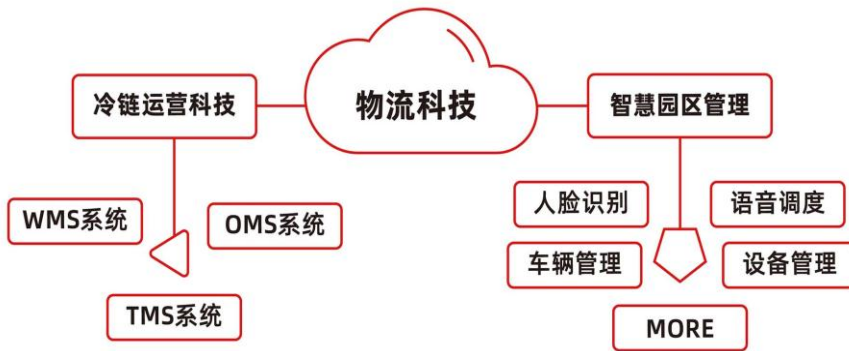 物流科技
冷链运营科技
智慧园区管理
WMS系统
OMS系统
TMS系统
人脸识别
语音调度
车辆管理
设备管理
MORE